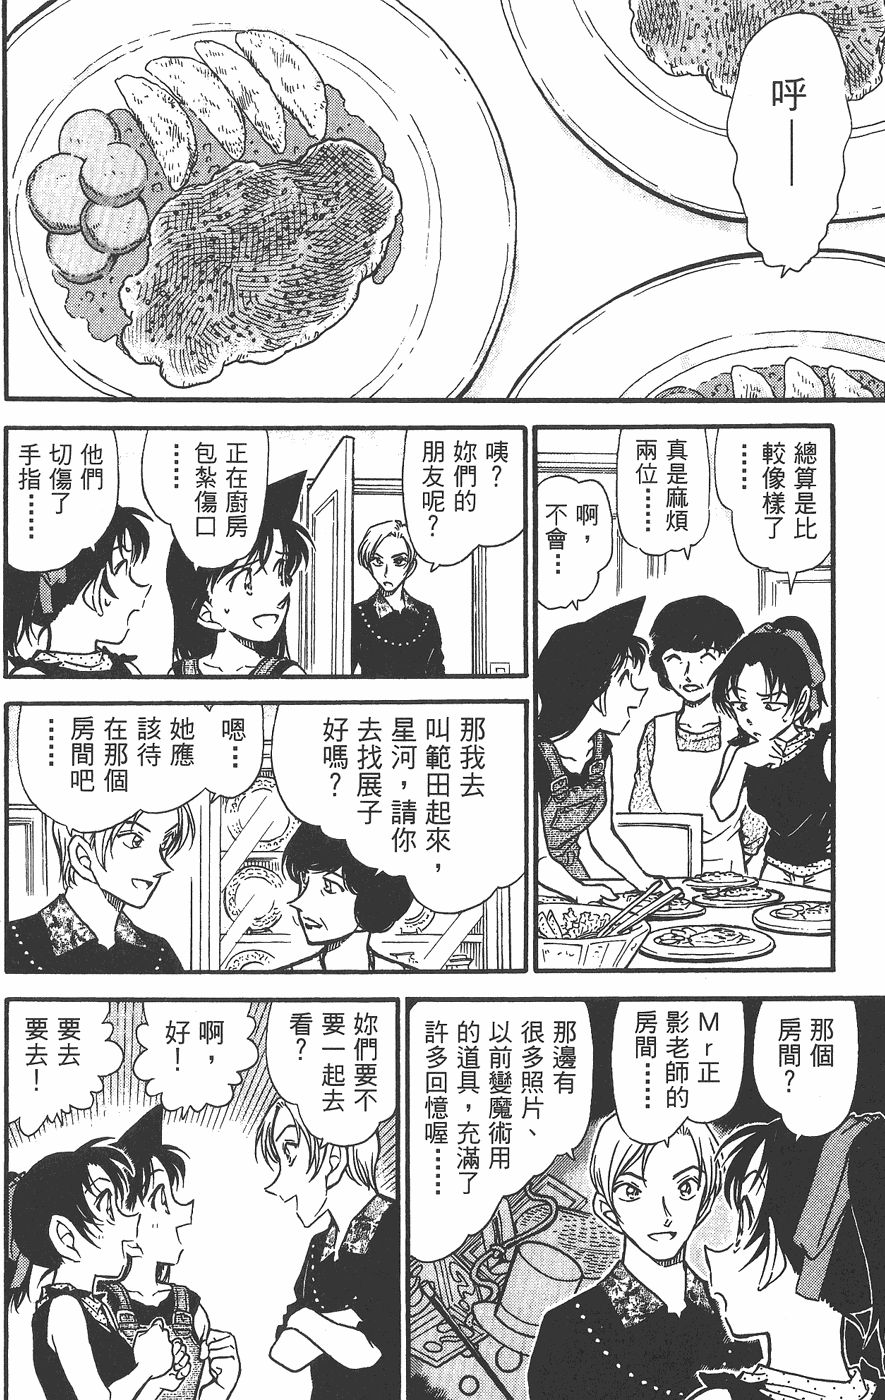 呼——
總算是比
較像樣了
真是麻煩
兩位……
啊，
不會…
咦？
妳們的
朋友呢？
正在廚房
包紮傷口
……
他們
切傷了
手指……
那我去
叫範田起來，
星河，請你
去找展子
好嗎？
嗯…
她應
該待
在那個
房間吧
……
那個
房間？
Mr正
影老師的
房間……
那邊有
很多照片、
以前變魔術用
的道具，充滿了
許多回憶喔……
妳們要不
要一起去
看？
啊，
好！
要去
要去！